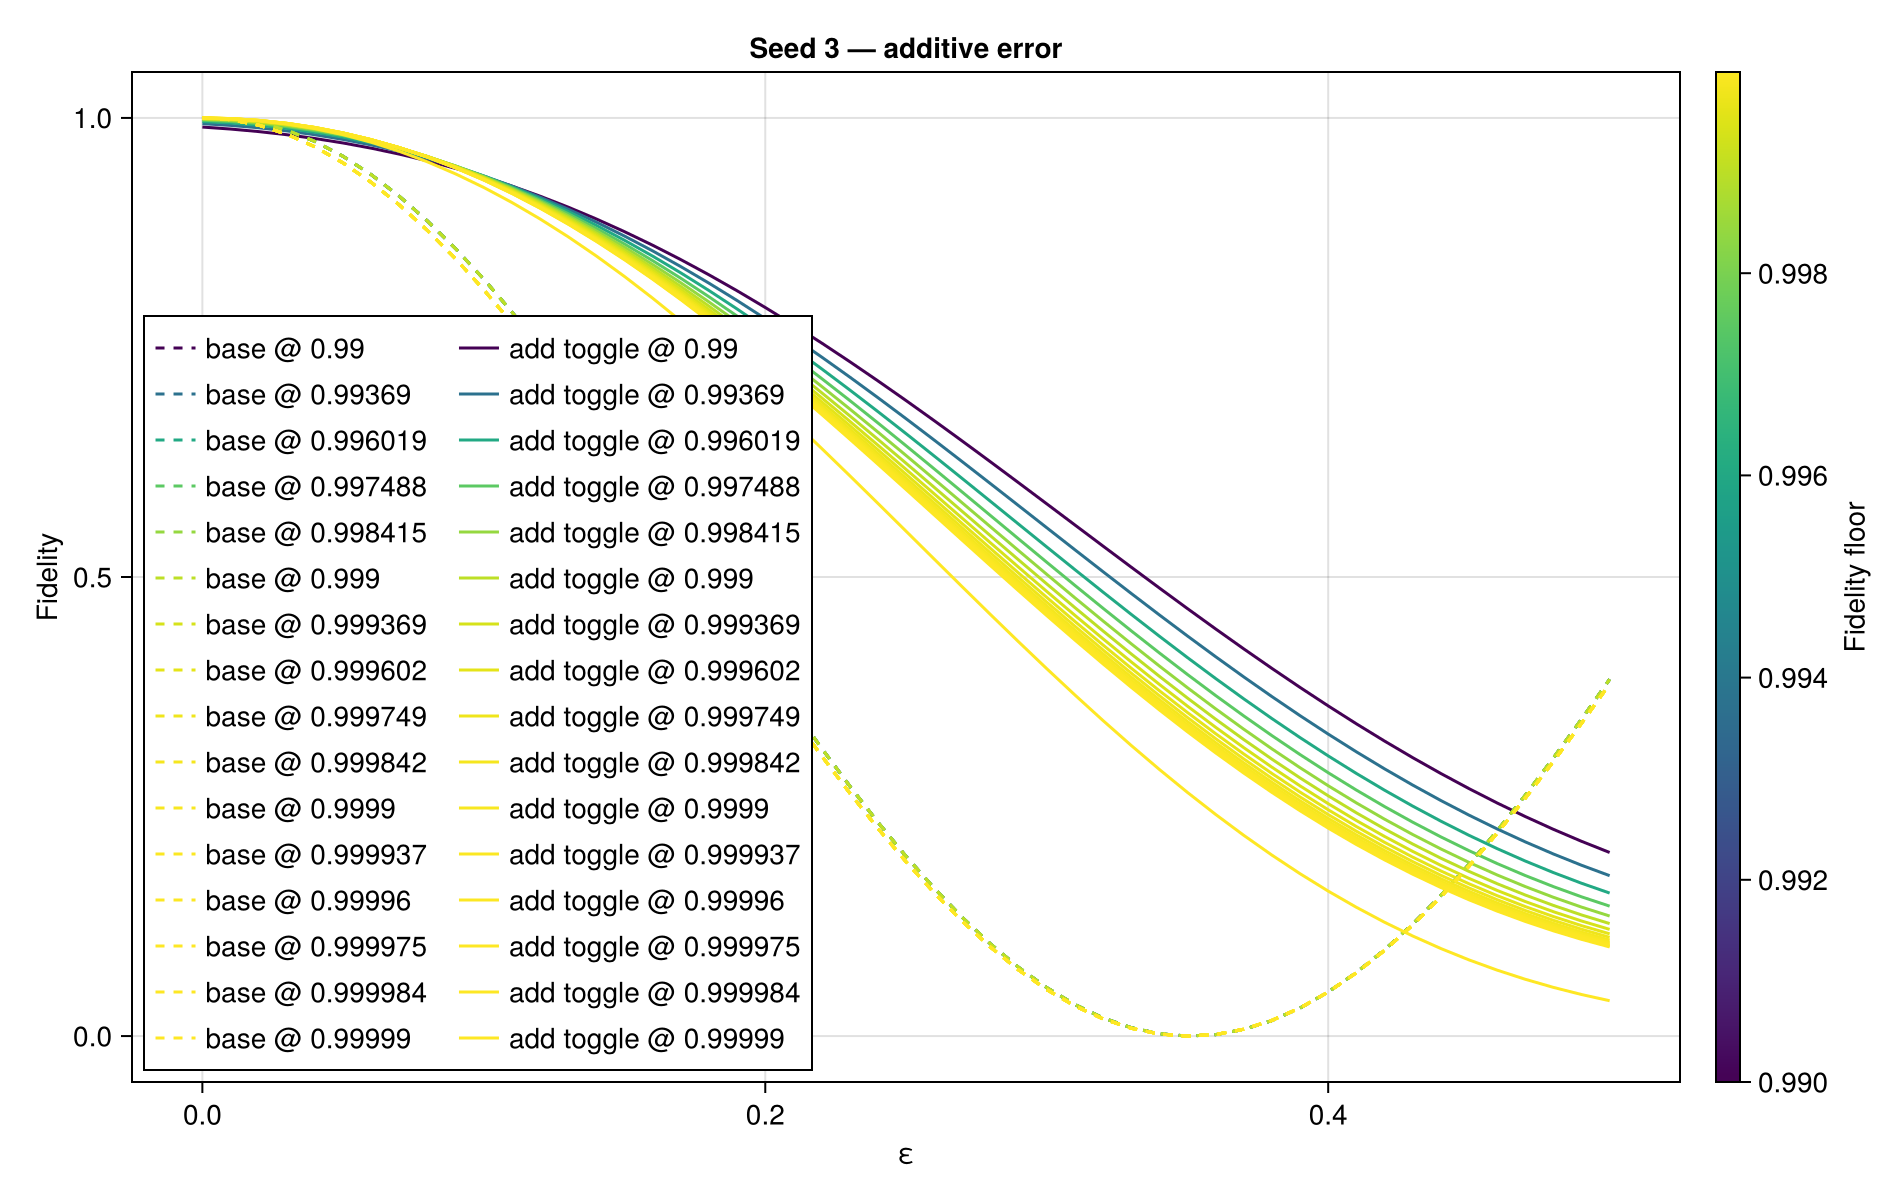 Seed 3 — additive error
Fidelity
1.0
0.5
0.0
base @ 0.99
base @ 0.99369
base @ 0.996019
base @ 0.997488
base @ 0.998415
base @ 0.999
base @ 0.999369
base @ 0.999602
base @ 0.999749
base @ 0.999842
base @ 0.9999
base @ 0.999937
base @ 0.99996
base @ 0.999975
base @ 0.999984
base @ 0.99999
add toggle @ 0.99
add toggle @ 0.99369
add toggle @ 0.996019
add toggle @ 0.997488
add toggle @ 0.998415
add toggle @ 0.999
add toggle @ 0.999369
add toggle @ 0.999602
add toggle @ 0.999749
add toggle @ 0.999842
add toggle @ 0.9999
add toggle @ 0.999937
add toggle @ 0.99996
add toggle @ 0.999975
add toggle @ 0.999984
add toggle @ 0.99999
0.0
0.2
0.4
ε
0.998
0.996
0.994
0.992
0.990
Fidelity floor